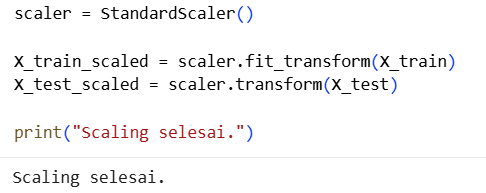 scaler = StandardScaler()
X_train_scaled = scaler.fit_transform(X_train)
X_test_scaled = scaler.transform(X_test)
print("Scaling selesai.")
Scaling selesai.